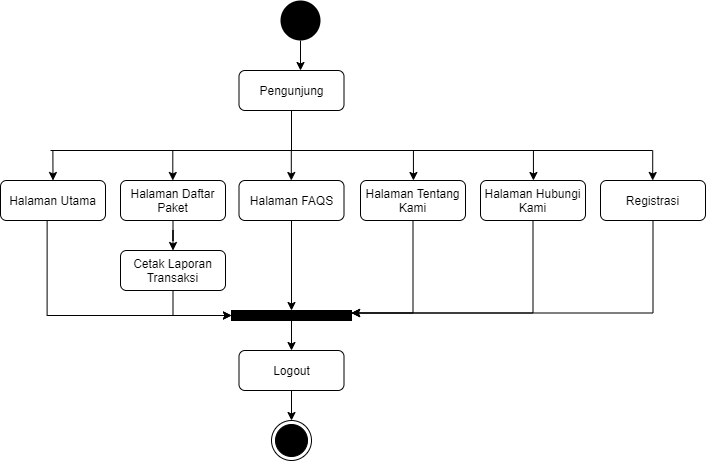 Pengunjung
Halaman Utama
Halaman Daftar
Paket
Halaman FAQS
Halaman Tentang
Kami
Halaman Hubungi
Kami
Registrasi
Cetak Laporan
Transaksi
Logout